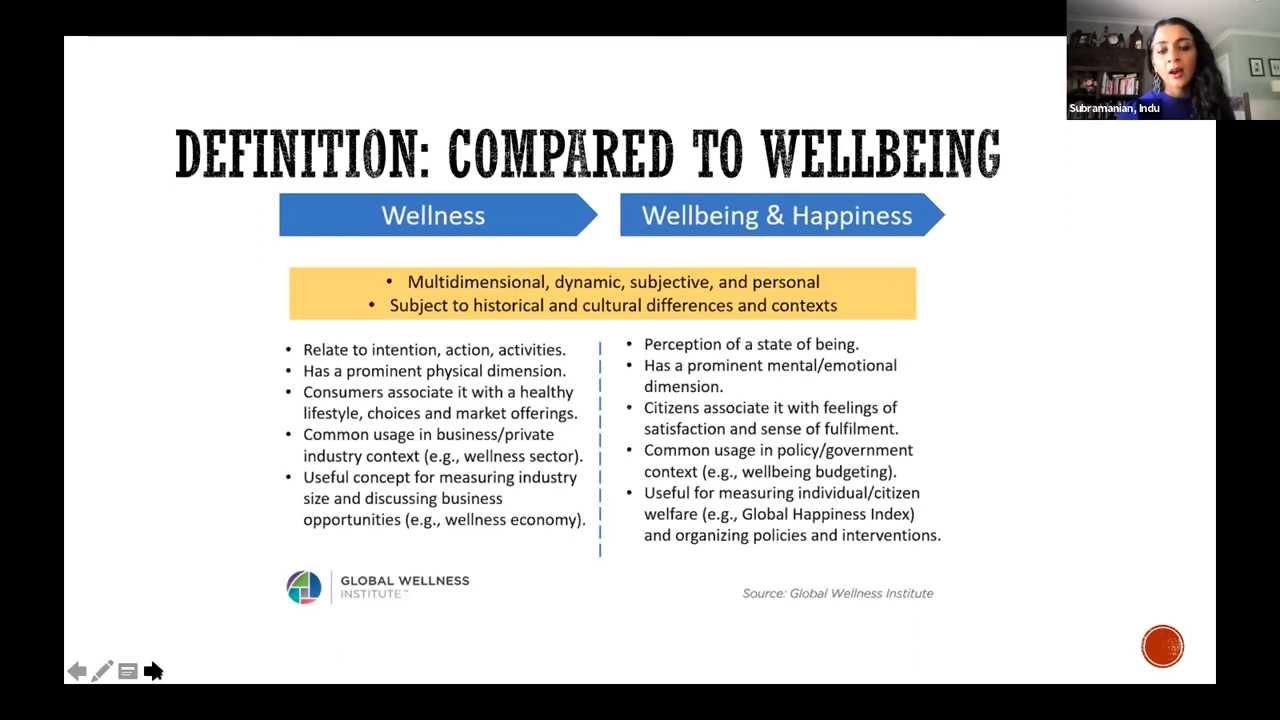 Subramanian, Indu
DEFINITION: COMPARED TO WELLBEING
Wellness
Wellbeing & Happiness
• Multidimensional, dynamic, subjective, and personal
• Subject to historical and cultural differences and contexts
• Relate to intention, action, activities.
• Has a prominent physical dimension.
• Consumers associate it with a healthy
lifestyle, choices and market offerings.
• Common usage in business/private
industry context (e.g., wellness sector).
• Useful concept for measuring industry
size and discussing business
opportunities (e.g., wellness economy).
• Perception of a state of being.
• Has a prominent mental/emotional
dimension.
• Citizens associate it with feelings of
satisfaction and sense of fulfilment.
• Common usage in policy/government
context (e.g., wellbeing budgeting).
• Useful for measuring individual/citizen
welfare (e.g., Global Happiness Index)
and organizing policies and interventions.
GLOBAL WELLNESS
INSTITUTE™
Source: Global Wellness Institute